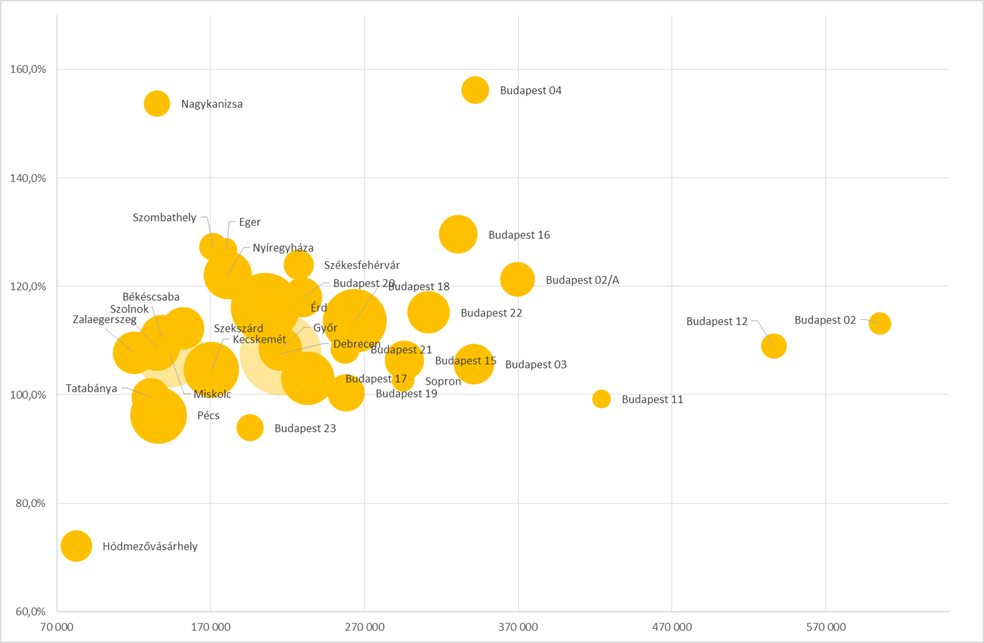 160,0%
Budapest 04
Nagykanizsa
140,0%
Szombathely
Eger
Budapest 16
Nyíregyháza
Székesfehérvár
Budapest 02/A
120,0%
Budapest 20
Budapest 18
Békéscsaba
Szolnok
Érd
Budapest 22
Zalaegerszeg
Budapest 12
Budapest 02
Szekszárd
Győr
Kecskemét
Debrecen
Budapest 21
Budapest 15
Budapest 03
Budapest 17
Sopron
Tatabánya
100,0%
Miskolc
Budapest 19
Budapest 11
Pécs
Budapest 23
80,0%
Hódmezővásárhely
60,0%
70 000
170 000
270 000
370 000
470 000
570 000